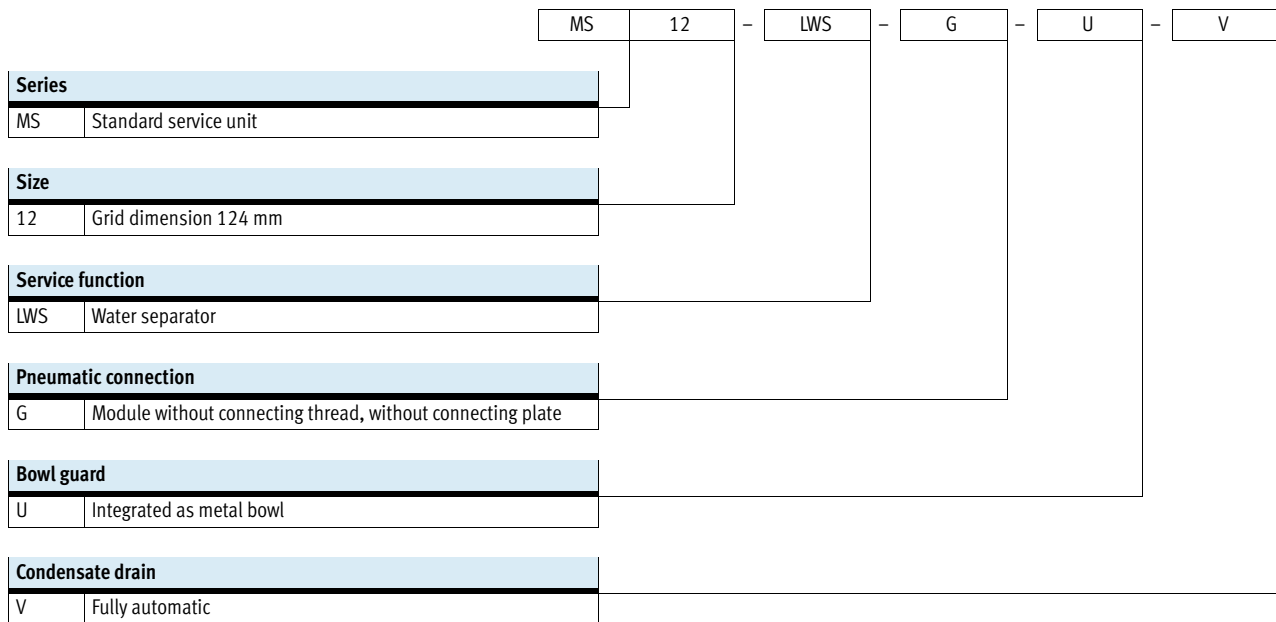 MS 12 – LWS – G – U – V
Series
MS Standard service unit
Size
12 Grid dimension 124 mm
Service function
LWS Water separator
Pneumatic connection
G Module without connecting thread, without connecting plate
Bowl guard
U Integrated as metal bowl
Condensate drain
V Fully automatic